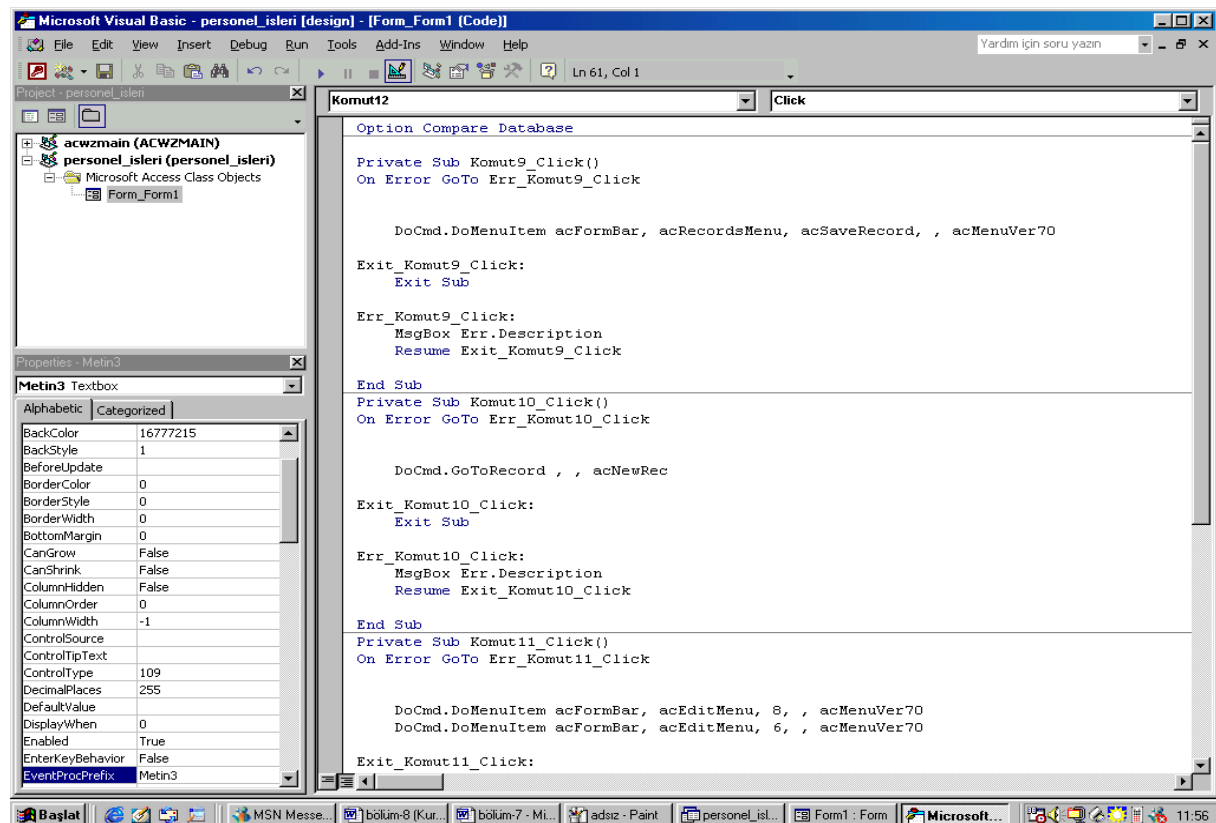 Microsoft Visual Basic - personel_isleri [design] - [Form_Form1 (Code)]
File Edit View Insert Debug Run Tools Add-Ins Window Help
Yardım için soru yazın
Ln 61, Col 1
Project - personel_isleri
acwzmain (ACWZMAIN)
personel_isleri (personel_isleri)
Microsoft Access Class Objects
Form_Form1
Properties - Metin3
Metin3 Textbox
Alphabetic Categorized
BackColor 16777215
BackStyle 1
BeforeUpdate
BorderColor 0
BorderStyle 0
BorderWidth 0
BottomMargin 0
CanGrow False
CanShrink False
ColumnHidden False
ColumnOrder 0
ColumnWidth -1
ControlSource
ControlTipText
ControlType 109
DecimalPlaces 255
DefaultValue
DisplayWhen 0
Enabled True
EnterKeyBehavior False
EventProcPrefix Metin3
Komut12 Click
Option Compare Database
Private Sub Komut9_Click()
On Error GoTo Err_Komut9_Click
DoCmd.DoMenuItem acFormBar, acRecordsMenu, acSaveRecord, , acMenuVer70
Exit_Komut9_Click:
Exit Sub
Err_Komut9_Click:
MsgBox Err.Description
Resume Exit_Komut9_Click
End Sub
Private Sub Komut10_Click()
On Error GoTo Err_Komut10_Click
DoCmd.GoToRecord , , acNewRec
Exit_Komut10_Click:
Exit Sub
Err_Komut10_Click:
MsgBox Err.Description
Resume Exit_Komut10_Click
End Sub
Private Sub Komut11_Click()
On Error GoTo Err_Komut11_Click
DoCmd.DoMenuItem acFormBar, acEditMenu, 8, , acMenuVer70
DoCmd.DoMenuItem acFormBar, acEditMenu, 6, , acMenuVer70
Exit_Komut11_Click:
Başlat MSN Messe... bölüm-8 (Kur... bölüm-7 - Mi... adsız - Paint personel_isl... Form1 : Form Microsoft... 11:56